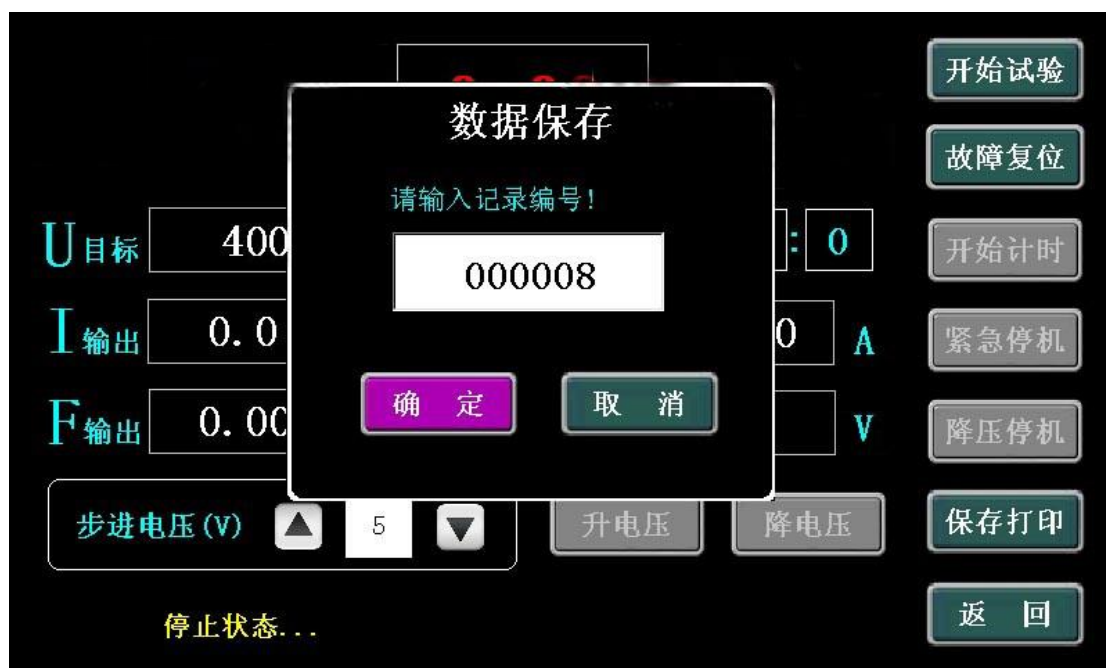 开始试验
数据保存
故障复位
请输入记录编号!
U目标 400 : 0
开始计时
000008
I输出 0.0 0 A
紧急停机
确 定 取 消
F输出 0.00 V
降压停机
步进电压(V) 5 升电压 降电压
保存打印
停止状态...
返 回